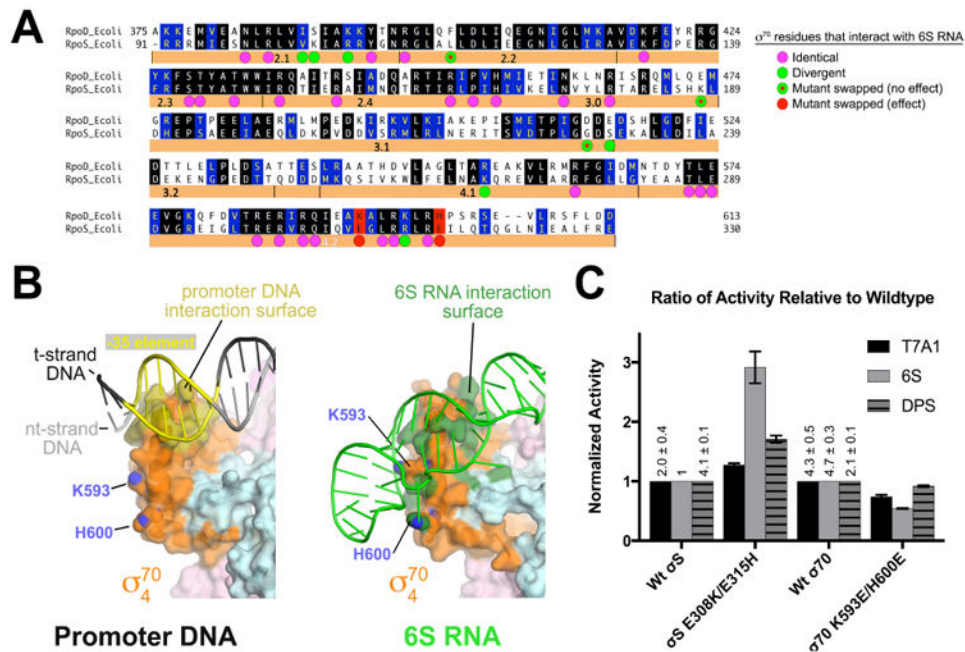 A
RpoD_Ecoli 375 A K K E M V E A N L R L V I S I A K K Y T N R G L Q F L D L I Q E G N I G L M K A V D K F E Y R R G 424
RpoS_Ecoli 91 - R R R M I E S N L R L V V K I A R R Y G N R G L A L L D L I E E G N L G L I R A V E K F D P E R G 139
2.1 2.2
RpoD_Ecoli Y K F S T Y A T W W I R Q A I T R S I A D Q A R T I R I P V H M I E T I N K L N R I S R Q M L Q E M 474
RpoS_Ecoli F R F S T Y A T W W I R Q T I E R A I M N Q T R T I R L P I H I V K E L N V Y L R T A R E L S H K L 189
2.3 2.4 3.0
RpoD_Ecoli G R E P T P E E L A E R M L M P E D K I R K V L K I A K E P I S M E T P I G D D E D S H L G D F I E 524
RpoS_Ecoli D H E P S A E E I A E Q L D K P V D D V S R M L R L N E R I T S V D T P L G G D S E K A L L D I L A 239
3.1
RpoD_Ecoli D T T L E L P L D S A T T E S L R A A T H D V L A G L T A R E A K V L R M R F G I D M N T D Y T L E 574
RpoS_Ecoli D E K E N G P E D T T Q D D D M K Q S I V K W L F E L N A K Q R E V L A R R F G L L G Y E A A T L E 289
3.2 4.1
RpoD_Ecoli E V G K Q F D V T R E R I R Q I E A K A L R K L R H P S R S E - - V L R S F L D D 613
RpoS_Ecoli D V G R E I G L T R E R V R Q I Q V E G L R R L R E I L Q T Q G L N I E A L F R E 330
4.2
σ70 residues that interact with 6S RNA
Identical
Divergent
Mutant swapped (no effect)
Mutant swapped (effect)
B
promoter DNA
interaction surface
-35 element
t-strand
DNA
nt-strand
DNA
K593
H600
σ70 4
Promoter DNA
6S RNA interaction
surface
K593
H600
σ70 4
6S RNA
C
Ratio of Activity Relative to Wildtype
T7A1
6S
DPS
Normalized Activity
3
2
1
0
2.0 ± 0.4
1
4.1 ± 0.1
4.3 ± 0.5
4.7 ± 0.3
2.1 ± 0.1
Wt σS
σS E308K/E315H
Wt σ70
σ70 K593E/H600E